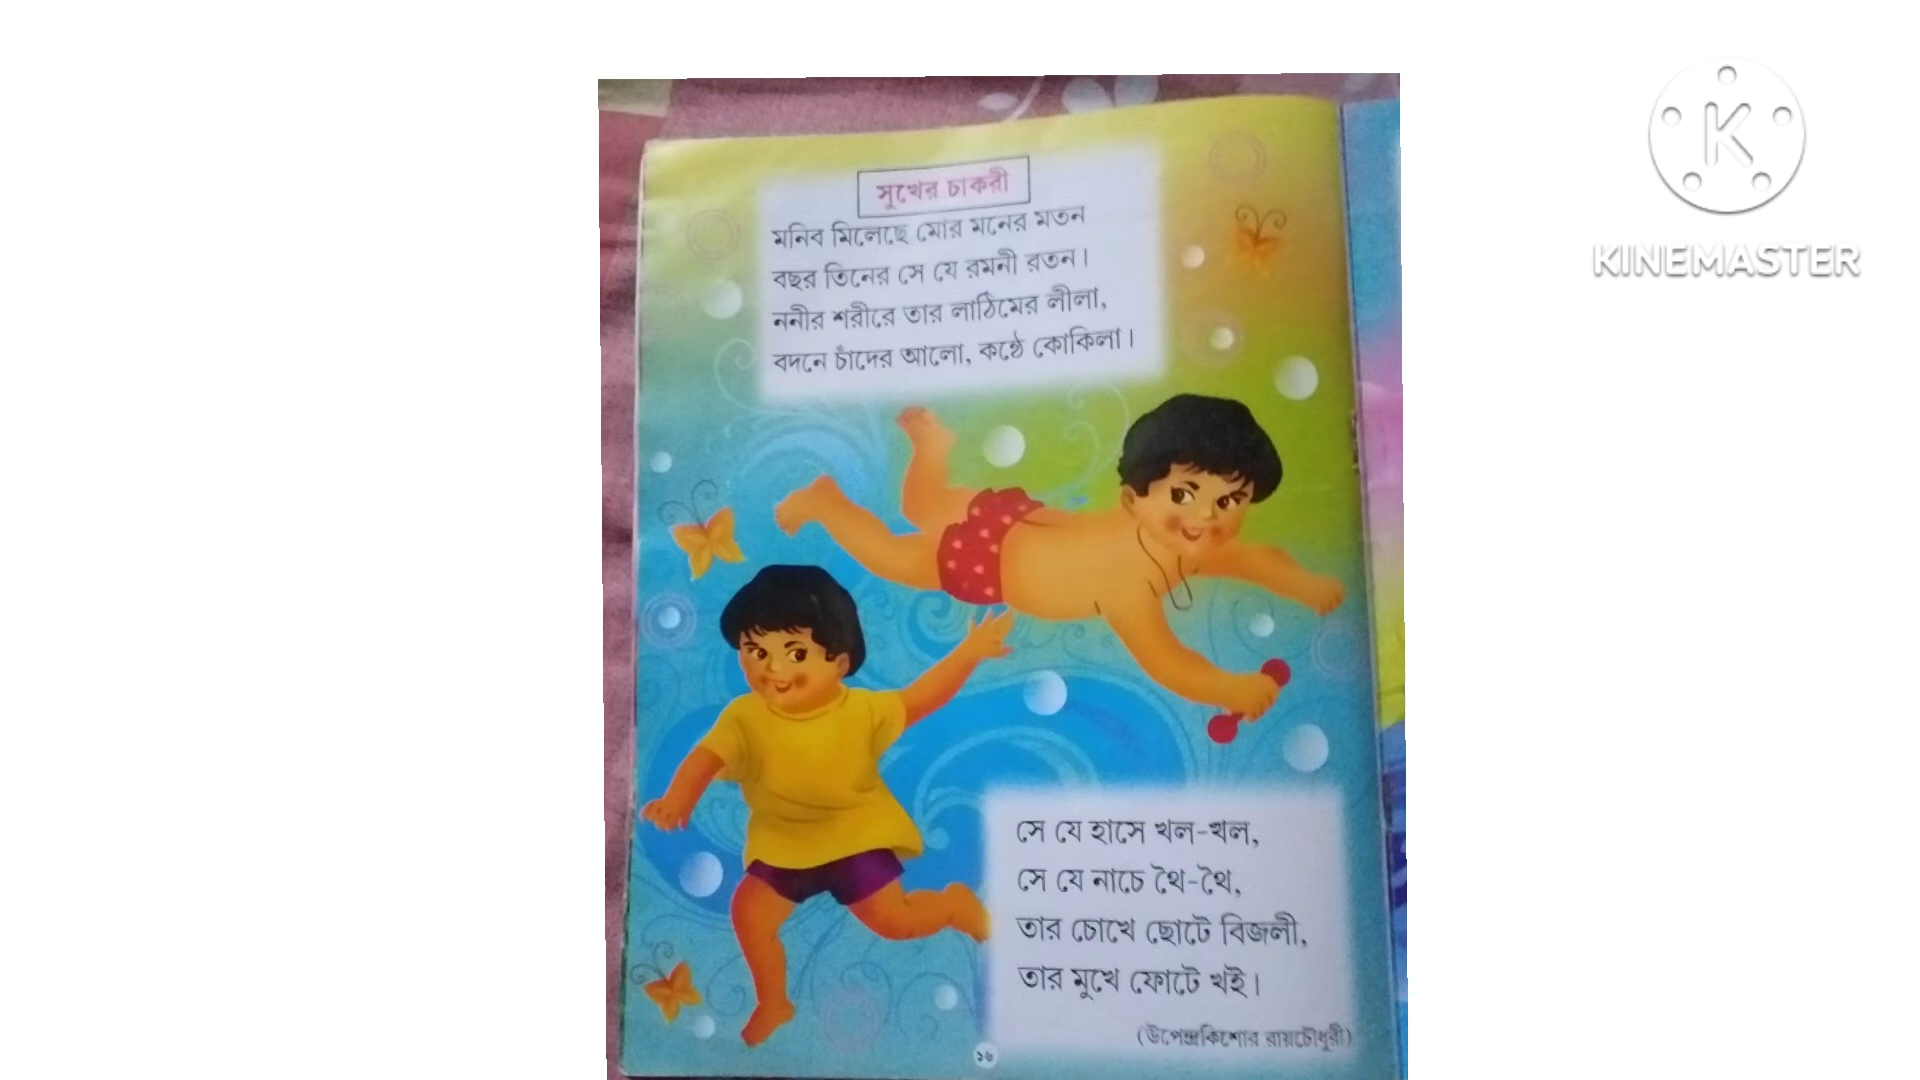 সুখের চাকরী
মনিব মিলেছে মোর মনের মতন
বছর তিনের সে যে রমনী রতন।
ননীর শরীরে তার লাঠিমের লীলা,
বদনে চাঁদের আলো, কন্ঠে কোকিলা।
সে যে হাসে খল-খল,
সে যে নাচে থৈ-থৈ,
তার চোখে ছোটে বিজলী,
তার মুখে ফোটে খই।
(উপেন্দ্রকিশোর রায়চৌধুরী)
১৬
K
KINEMASTER